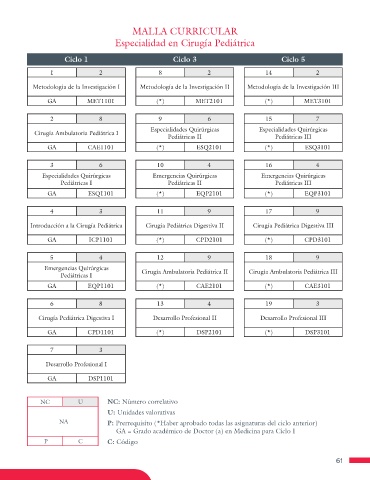 MALLA CURRICULAR
Especialidad en Cirugía Pediátrica
Ciclo 1 Ciclo 3 Ciclo 5
1 2 8 2 14 2
Metodología de la Investigación I Metodología de la Investigación II Metodología de la Investigación III
GA MET1101 (*) MET2101 (*) MET3101
2 8 9 6 15 7
Cirugía Ambulatoria Pediátrica I Especialidades Quirúrgicas Pediátricas II Especialidades Quirúrgicas Pediátricas III
GA CAE1101 (*) ESQ2101 (*) ESQ3101
3 6 10 4 16 4
Especialidades Quirúrgicas Pediátricas I Emergencias Quirúrgicas Pediátricas II Emergencias Quirúrgicas Pediátricas III
GA ESQ1101 (*) EQP2101 (*) EQP3101
4 3 11 9 17 9
Introducción a la Cirugía Pediátrica Cirugía Pediátrica Digestiva II Cirugía Pediátrica Digestiva III
GA ICP1101 (*) CPD2101 (*) CPD3101
5 4 12 9 18 9
Emergencias Quirúrgicas Pediátricas I Cirugía Ambulatoria Pediátrica II Cirugía Ambulatoria Pediátrica III
GA EQP1101 (*) CAE2101 (*) CAE3101
6 8 13 4 19 3
Cirugía Pediátrica Digestiva I Desarrollo Profesional II Desarrollo Profesional III
GA CPD1101 (*) DSP2101 (*) DSP3101
7 3
Desarrollo Profesional I
GA DSP1101
NC U
NA
P C
NC: Número correlativo
U: Unidades valorativas
P: Prerrequisito (*Haber aprobado todas las asignaturas del ciclo anterior)
GA = Grado académico de Doctor (a) en Medicina para Ciclo I
C: Código
61